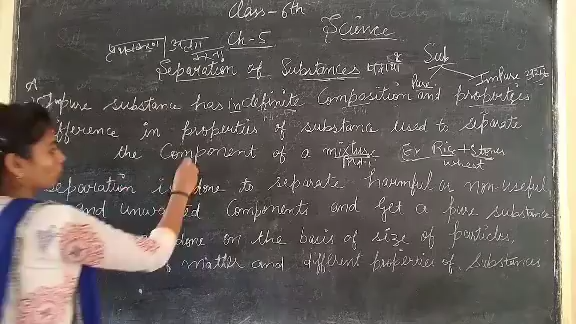 Class-6th
Science
Ch-5
Separation of Substances
Sub
Pure
ImPure
Impure substance has indefinite Composition and properties
ifference in properties of substance used to separate
the Component of a mixture Ex Rice + Stones
wheat
Separation is done to separate harmful or non-useful
and unwanted Components and get a pure substance
done on the basis of size of particles,
matter and different properties of substances